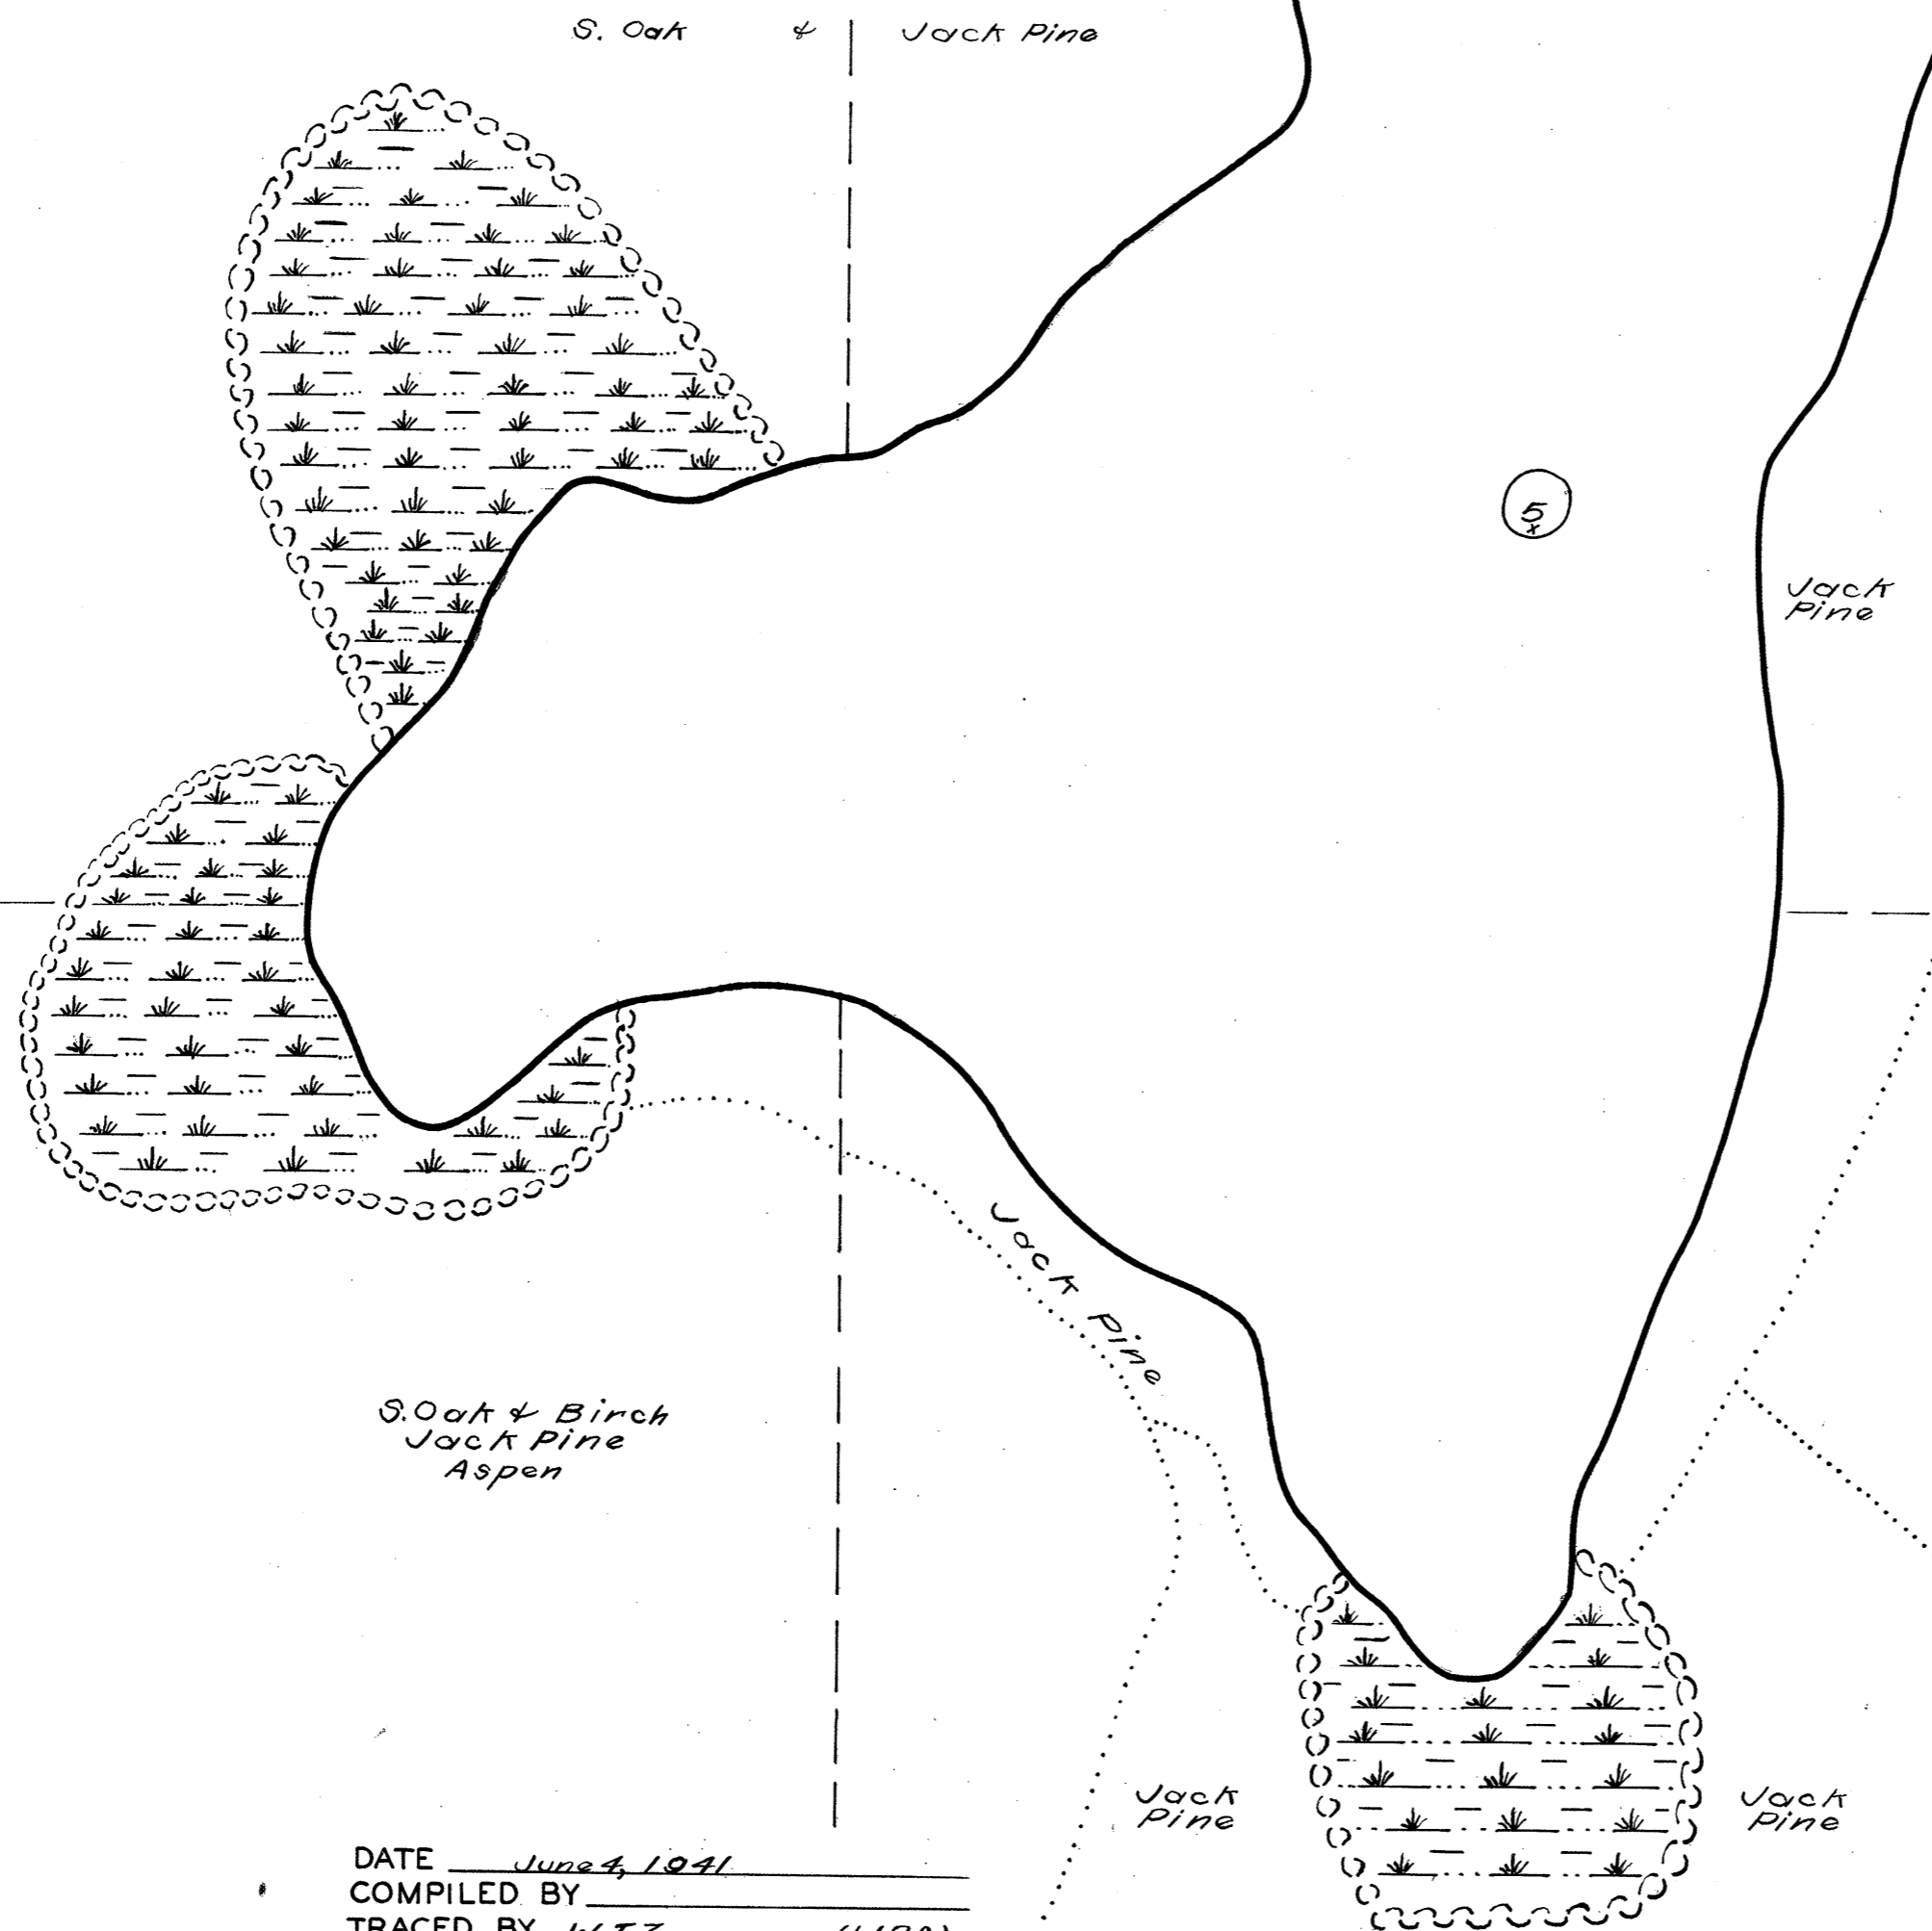 S. Oak & Jack Pine
5
x
Jack
Pine
Jack Pine
S. Oak & Birch
Jack Pine
Aspen
Jack
Pine
Jack
Pine
DATE June 4, 1941
COMPILED BY
TRACED BY